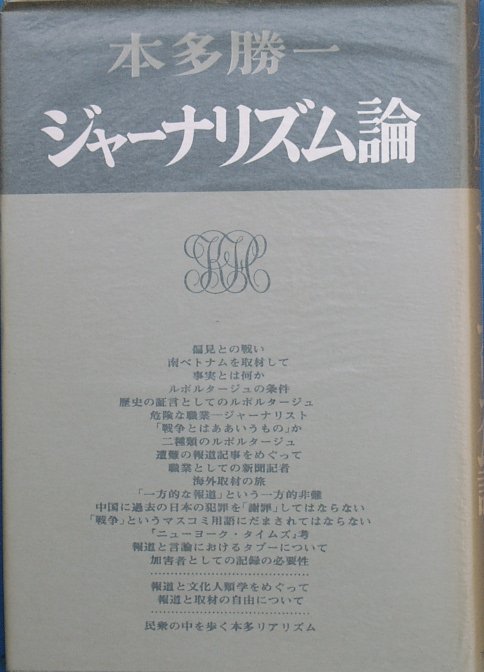 本多勝一
ジャーナリズム論
偏見との戦い
南ベトナムを取材して
事実とは何か
ルポルタージュの条件
歴史の証言としてのルポルタージュ
危険な職業―ジャーナリスト
「戦争とはああいうもの」か
二種類のルポルタージュ
遭難の報道記事をめぐって
職業としての新聞記者
海外取材の旅
「一方的な報道」という一方的非難
中国に過去の日本の犯罪を「謝罪」してはならない
「戦争」というマスコミ用語にだまされてはならない
『ニューヨーク・タイムズ』考
報道と言論におけるタブーについて
加害者としての記録の必要性
報道と文化人類学をめぐって
報道と取材の自由について
民衆の中を歩く本多リアリズム